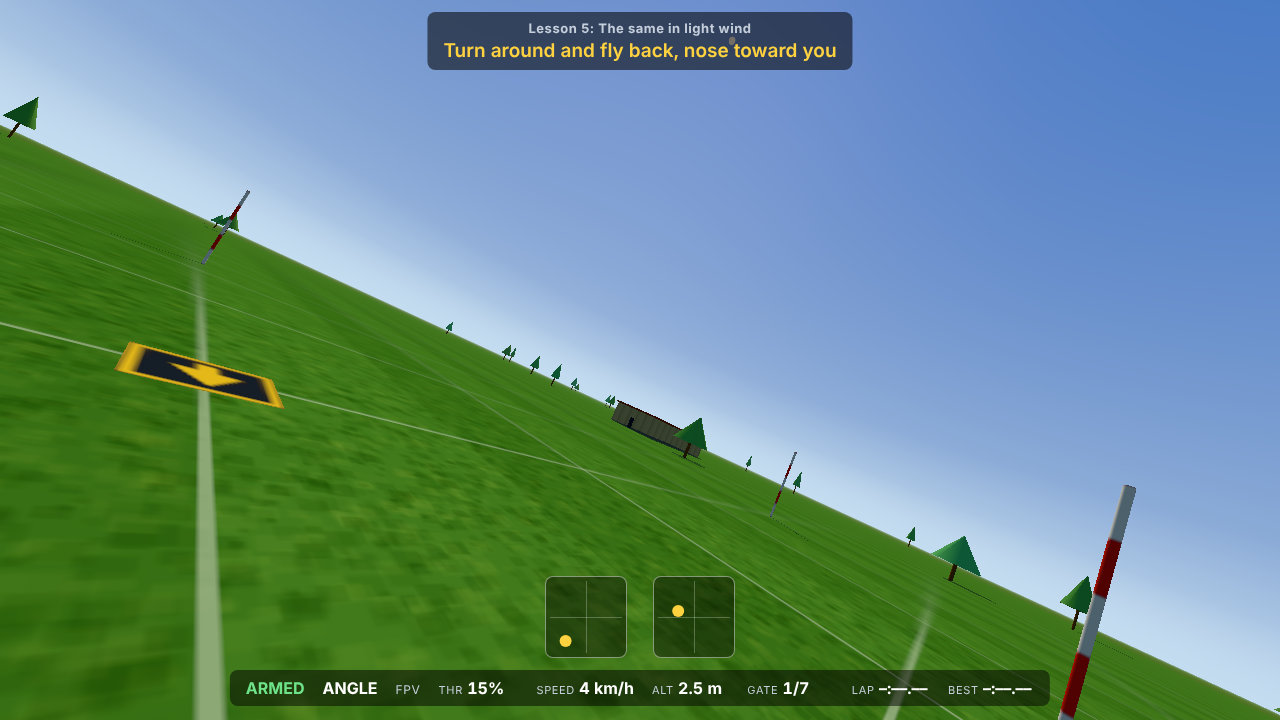 Lesson 5: The same in light wind
Turn around and fly back, nose toward you
ARMED ANGLE FPV THR 15% SPEED 4 km/h ALT 2.5 m GATE 1/7 LAP –:––.–– BEST –:––.––